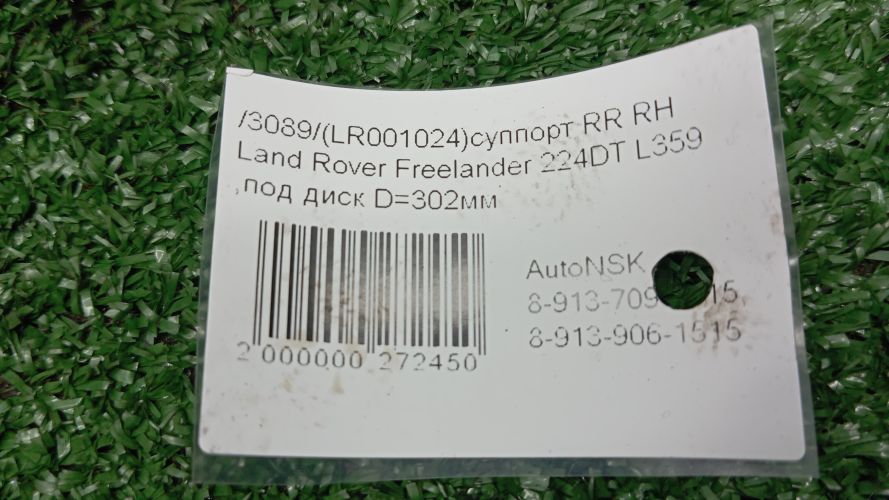 /3089/(LR001024)суппорт RR RH
Land Rover Freelander 224DT L359
,под диск D=302мм
2 000000 272450
AutoNSK
8-913-709 15
8-913-906-1515